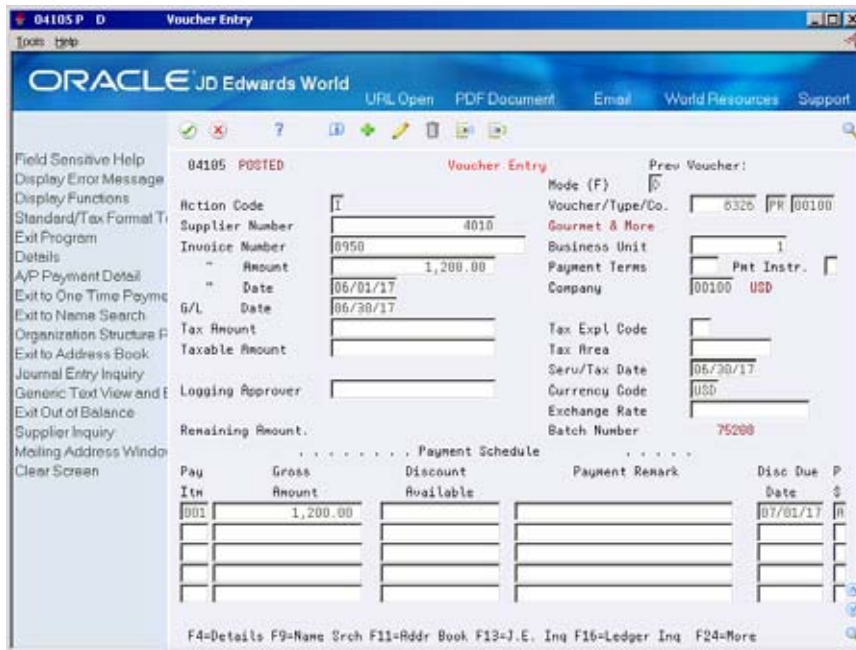 04105 P D Voucher Entry
Tools Help
ORACLE JD Edwards World
URL Open PDF Document Email World Resources Support
Field Sensitive Help
Display Error Message
Display Functions
Standard/Tax Format T
Exit Program
Details
A/P Payment Detail
Exit to One Time Payme
Exit to Name Search
Organization Structure P
Exit to Address Book
Journal Entry Inquiry
Generic Text View and E
Exit Out of Balance
Supplier Inquiry
Mailing Address Windo
Clear Screen
04105 POSTED Voucher Entry Prev Voucher:
Mode (F) D
Action Code I Voucher/Type/Co. 8326 PR 00100
Supplier Number 4010 Gourmet & More
Invoice Number 8950 Business Unit 1
" Amount 1,200.00 Payment Terms Pmt Instr.
" Date 06/01/17 Company 00100 USD
G/L Date 06/30/17
Tax Amount Tax Expl Code
Taxable Amount Tax Area
Serv/Tax Date 06/30/17
Logging Approver Currency Code USD
Exchange Rate
Remaining Amount. Batch Number 75208
. . . . . . . Payment Schedule . . . . .
Pay Gross Discount Payment Remark Disc Due P
Itm Amount Available Date $
001 1,200.00 07/01/17 A
F4=Details F9=Name Srch F11=Addr Book F13=J.E. Inq F16=Ledger Inq F24=More